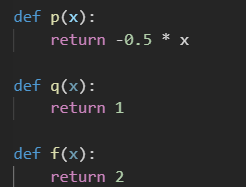 def p(x):
    return -0.5 * x

def q(x):
    return 1

def f(x):
    return 2